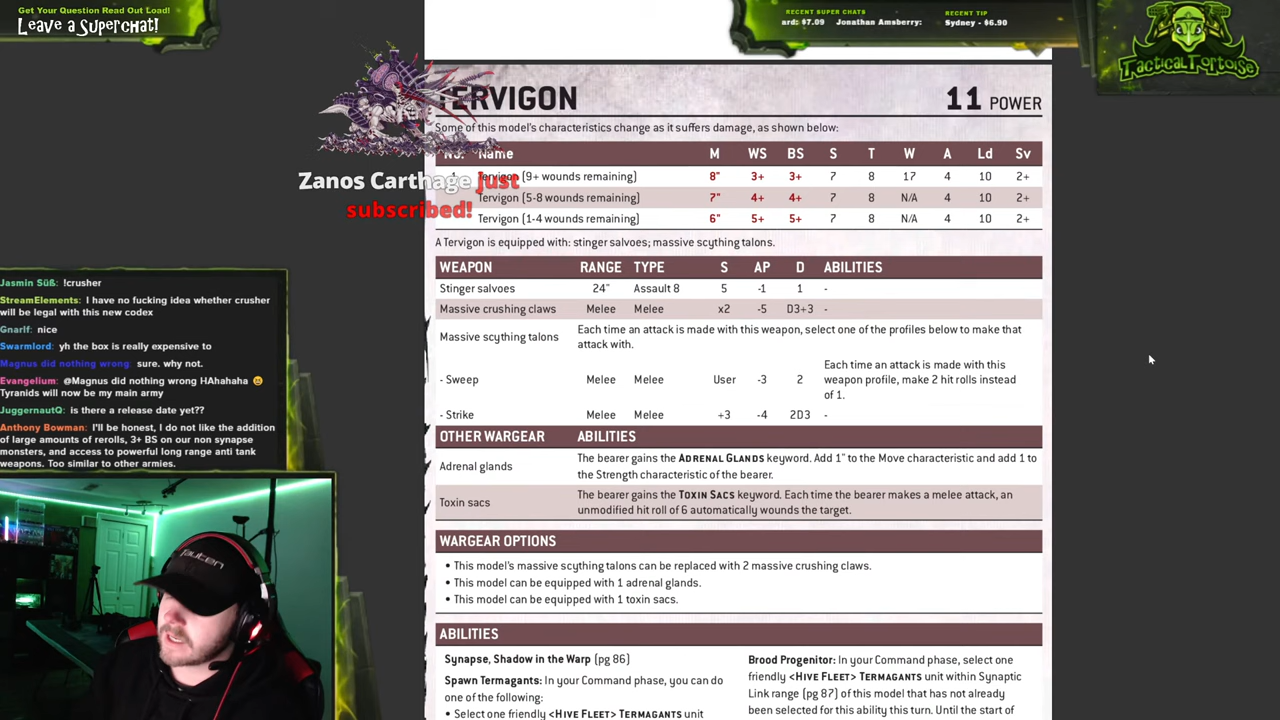 Get Your Question Read Out Loud!
Leave a Superchat!
RECENT SUPER CHATS
ard: $7.09 Jonathan Amsberry:
RECENT TIP
Sydney - $6.90
TACTICALTORTOISE
TERVIGON
11 POWER
Some of this model's characteristics change as it suffers damage, as shown below:
No. Name M WS BS S T W A Ld Sv
Tervigon (9+ wounds remaining) 8" 3+ 3+ 7 8 17 4 10 2+
Tervigon (5-8 wounds remaining) 7" 4+ 4+ 7 8 N/A 4 10 2+
Tervigon (1-4 wounds remaining) 6" 5+ 5+ 7 8 N/A 4 10 2+
Zanos Carthage just
subscribed!
A Tervigon is equipped with: stinger salvoes; massive scything talons.
WEAPON RANGE TYPE S AP D ABILITIES
Stinger salvoes 24" Assault 8 5 -1 1 -
Massive crushing claws Melee Melee x2 -5 D3+3 -
Massive scything talons Each time an attack is made with this weapon, select one of the profiles below to make that
attack with.
- Sweep Melee Melee User -3 2 Each time an attack is made with this
weapon profile, make 2 hit rolls instead
of 1.
- Strike Melee Melee +3 -4 2D3 -
OTHER WARGEAR ABILITIES
Adrenal glands The bearer gains the ADRENAL GLANDS keyword. Add 1" to the Move characteristic and add 1 to
the Strength characteristic of the bearer.
Toxin sacs The bearer gains the TOXIN SACS keyword. Each time the bearer makes a melee attack, an
unmodified hit roll of 6 automatically wounds the target.
WARGEAR OPTIONS
• This model's massive scything talons can be replaced with 2 massive crushing claws.
• This model can be equipped with 1 adrenal glands.
• This model can be equipped with 1 toxin sacs.
ABILITIES
Synapse, Shadow in the Warp (pg 86)
Spawn Termagants: In your Command phase, you can do
one of the following:
• Select one friendly <HIVE FLEET> TERMAGANTS unit
Brood Progenitor: In your Command phase, select one
friendly <HIVE FLEET> TERMAGANTS unit within Synaptic
Link range (pg 87) of this model that has not already
been selected for this ability this turn. Until the start of
Jasmin Süß: !crusher
StreamElements: I have no fucking idea whether crusher
will be legal with this new codex
Gnarlf: nice
Swarmlord: yh the box is really expensive to
Magnus did nothing wrong: sure. why not.
Evangelium: @Magnus did nothing wrong HAhahaha 😀
Tyranids will now be my main army
JuggernautQ: is there a release date yet??
Anthony Bowman: I'll be honest, I do not like the addition
of large amounts of rerolls, 3+ BS on our non synapse
monsters, and access to powerful long range anti tank
weapons. Too similar to other armies.
Tauten